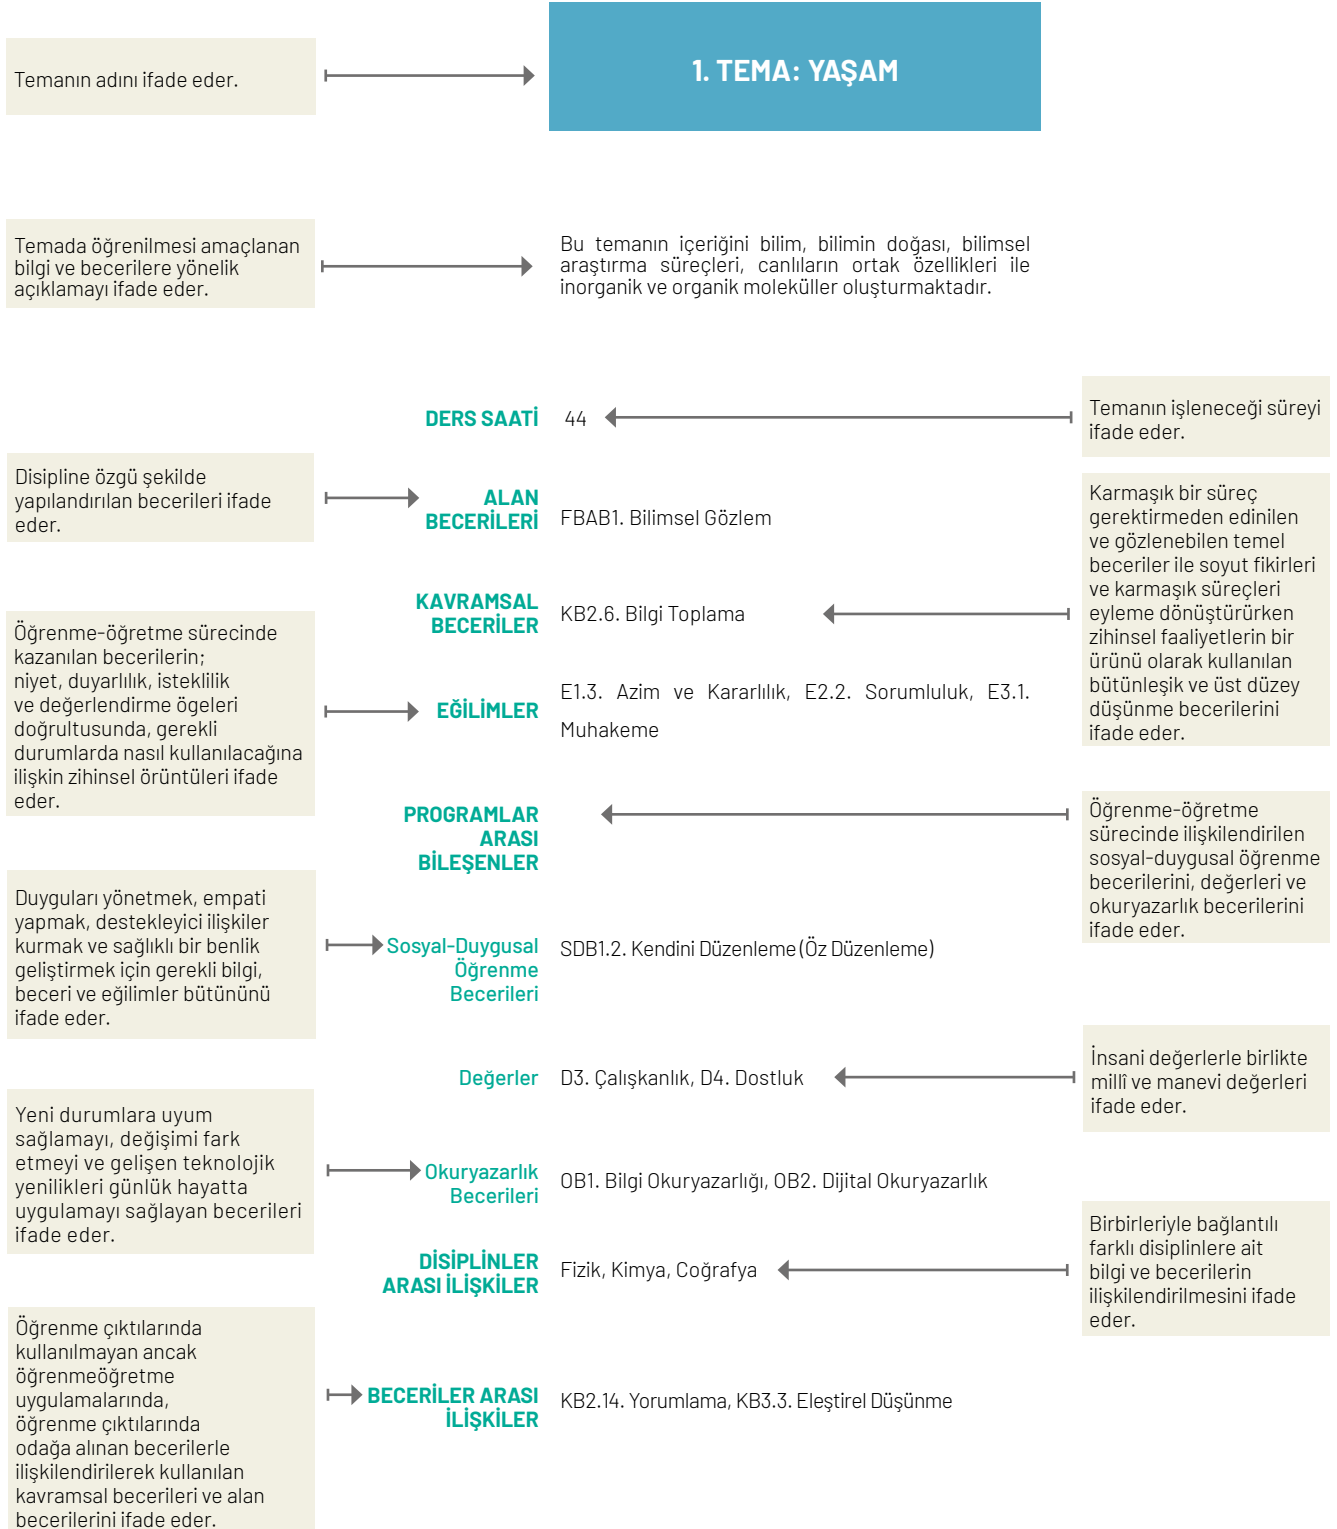 Temanın adını ifade eder.
1. TEMA: YAŞAM
Temada öğrenilmesi amaçlanan
bilgi ve becerilere yönelik
açıklamayı ifade eder.
Bu temanın içeriğini bilim, bilimin doğası, bilimsel
araştırma süreçleri, canlıların ortak özellikleri ile
inorganik ve organik moleküller oluşturmaktadır.
DERS SAATİ
44
Temanın işleneceği süreyi
ifade eder.
Disipline özgü şekilde
yapılandırılan becerileri ifade
eder.
ALAN
BECERİLERİ
FBAB1. Bilimsel Gözlem
Karmaşık bir süreç
gerektirmeden edinilen
ve gözlenebilen temel
beceriler ile soyut fikirleri
ve karmaşık süreçleri
eyleme dönüştürürken
zihinsel faaliyetlerin bir
ürünü olarak kullanılan
bütünleşik ve üst düzey
düşünme becerilerini
ifade eder.
KAVRAMSAL
BECERİLER
KB2.6. Bilgi Toplama
Öğrenme-öğretme sürecinde
kazanılan becerilerin;
niyet, duyarlılık, isteklilik
ve değerlendirme ögeleri
doğrultusunda, gerekli
durumlarda nasıl kullanılacağına
ilişkin zihinsel örüntüleri ifade
eder.
EĞİLİMLER
E1.3. Azim ve Kararlılık, E2.2. Sorumluluk, E3.1.
Muhakeme
PROGRAMLAR
ARASI
BİLEŞENLER
Öğrenme-öğretme
sürecinde ilişkilendirilen
sosyal-duygusal öğrenme
becerilerini, değerleri ve
okuryazarlık becerilerini
ifade eder.
Duyguları yönetmek, empati
yapmak, destekleyici ilişkiler
kurmak ve sağlıklı bir benlik
geliştirmek için gerekli bilgi,
beceri ve eğilimler bütününü
ifade eder.
Sosyal-Duygusal
Öğrenme
Becerileri
SDB1.2. Kendini Düzenleme (Öz Düzenleme)
Değerler
D3. Çalışkanlık, D4. Dostluk
İnsani değerlerle birlikte
millî ve manevi değerleri
ifade eder.
Yeni durumlara uyum
sağlamayı, değişimi fark
etmeyi ve gelişen teknolojik
yenilikleri günlük hayatta
uygulamayı sağlayan becerileri
ifade eder.
Okuryazarlık
Becerileri
OB1. Bilgi Okuryazarlığı, OB2. Dijital Okuryazarlık
DİSİPLİNLER
ARASI İLİŞKİLER
Fizik, Kimya, Coğrafya
Birbirleriyle bağlantılı
farklı disiplinlere ait
bilgi ve becerilerin
ilişkilendirilmesini ifade
eder.
Öğrenme çıktılarında
kullanılmayan ancak
öğrenmeöğretme
uygulamalarında,
öğrenme çıktılarında
odağa alınan becerilerle
ilişkilendirilerek kullanılan
kavramsal becerileri ve alan
becerilerini ifade eder.
BECERİLER ARASI
İLİŞKİLER
KB2.14. Yorumlama, KB3.3. Eleştirel Düşünme